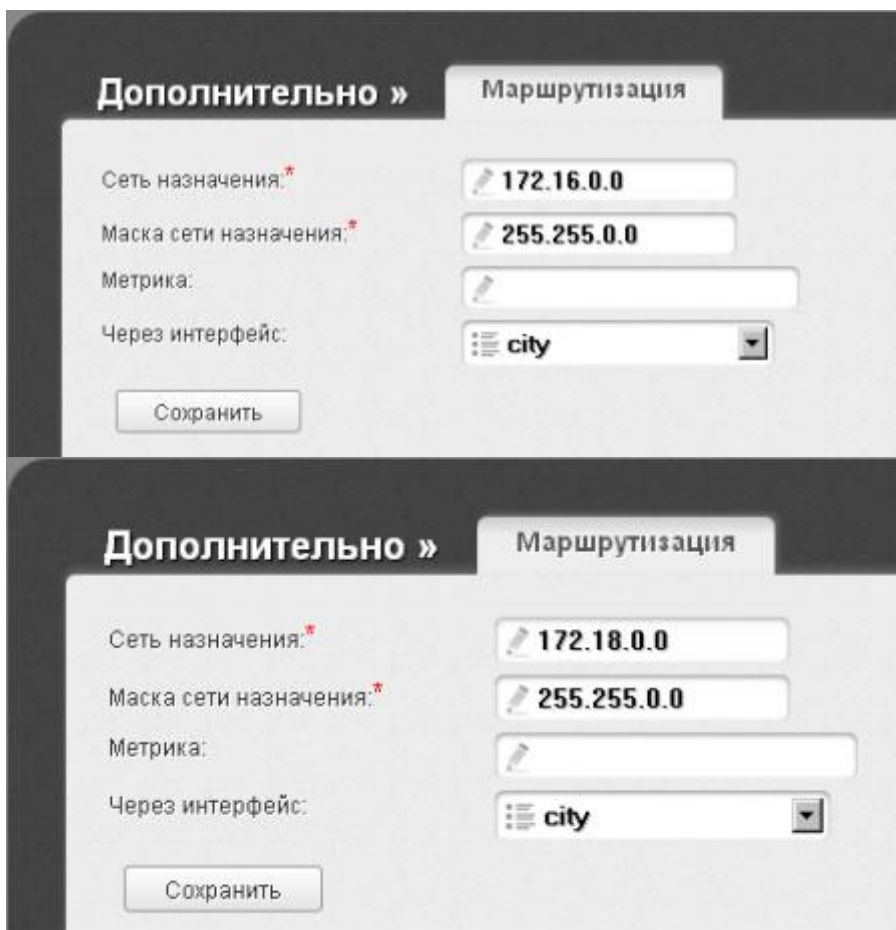 Дополнительно » Маршрутизация
Сеть назначения:* 172.16.0.0
Маска сети назначения:* 255.255.0.0
Метрика:
Через интерфейс: city
Сохранить
Дополнительно » Маршрутизация
Сеть назначения:* 172.18.0.0
Маска сети назначения:* 255.255.0.0
Метрика:
Через интерфейс: city
Сохранить